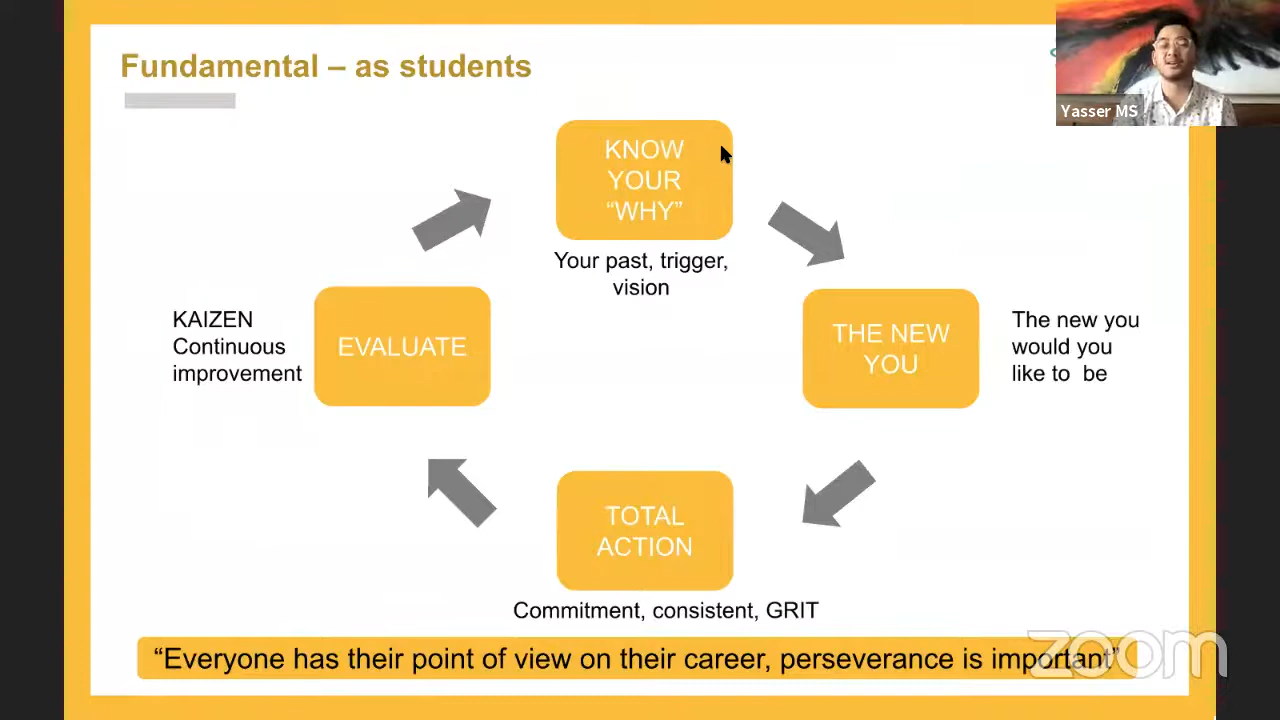 Fundamental – as students
Yasser MS
KNOW
YOUR
“WHY”
Your past, trigger,
vision
THE NEW
YOU
The new you
would you
like to be
TOTAL
ACTION
Commitment, consistent, GRIT
EVALUATE
KAIZEN
Continuous
improvement
“Everyone has their point of view on their career, perseverance is important”
zoom